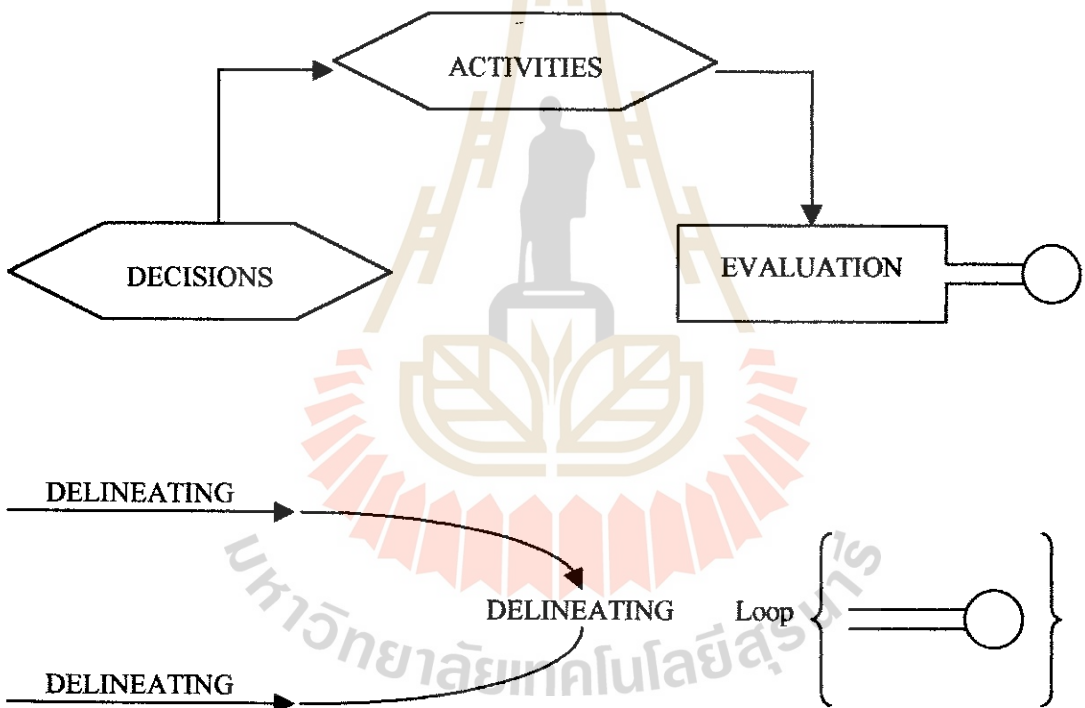 ACTIVITIES
DECISIONS
EVALUATION
DELINEATING
DELINEATING
Loop
DELINEATING
มหาวิทยาลัยเทคโนโลยีสุรนารี